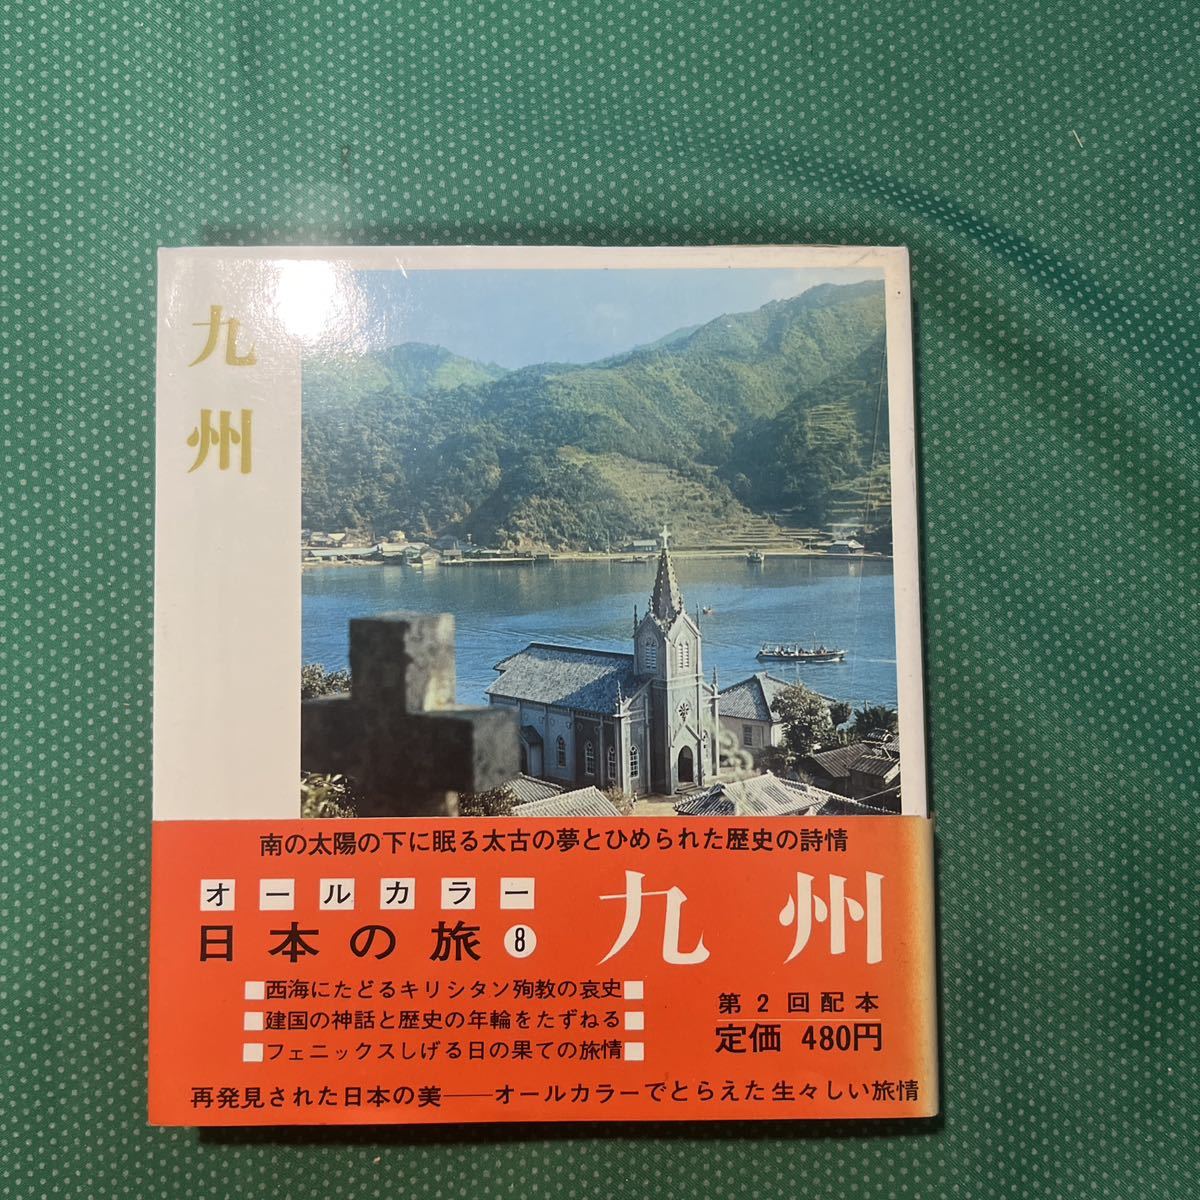 九州
南の太陽の下に眠る太古の夢とひめられた歴史の詩情
オールカラー
日本の旅 8
九州
■西海にたどるキリシタン殉教の哀史■
■建国の神話と歴史の年輪をたずねる■
■フェニックスしげる日の果ての旅情■
第2回配本
定価 480円
再発見された日本の美──オールカラーでとらえた生々しい旅情